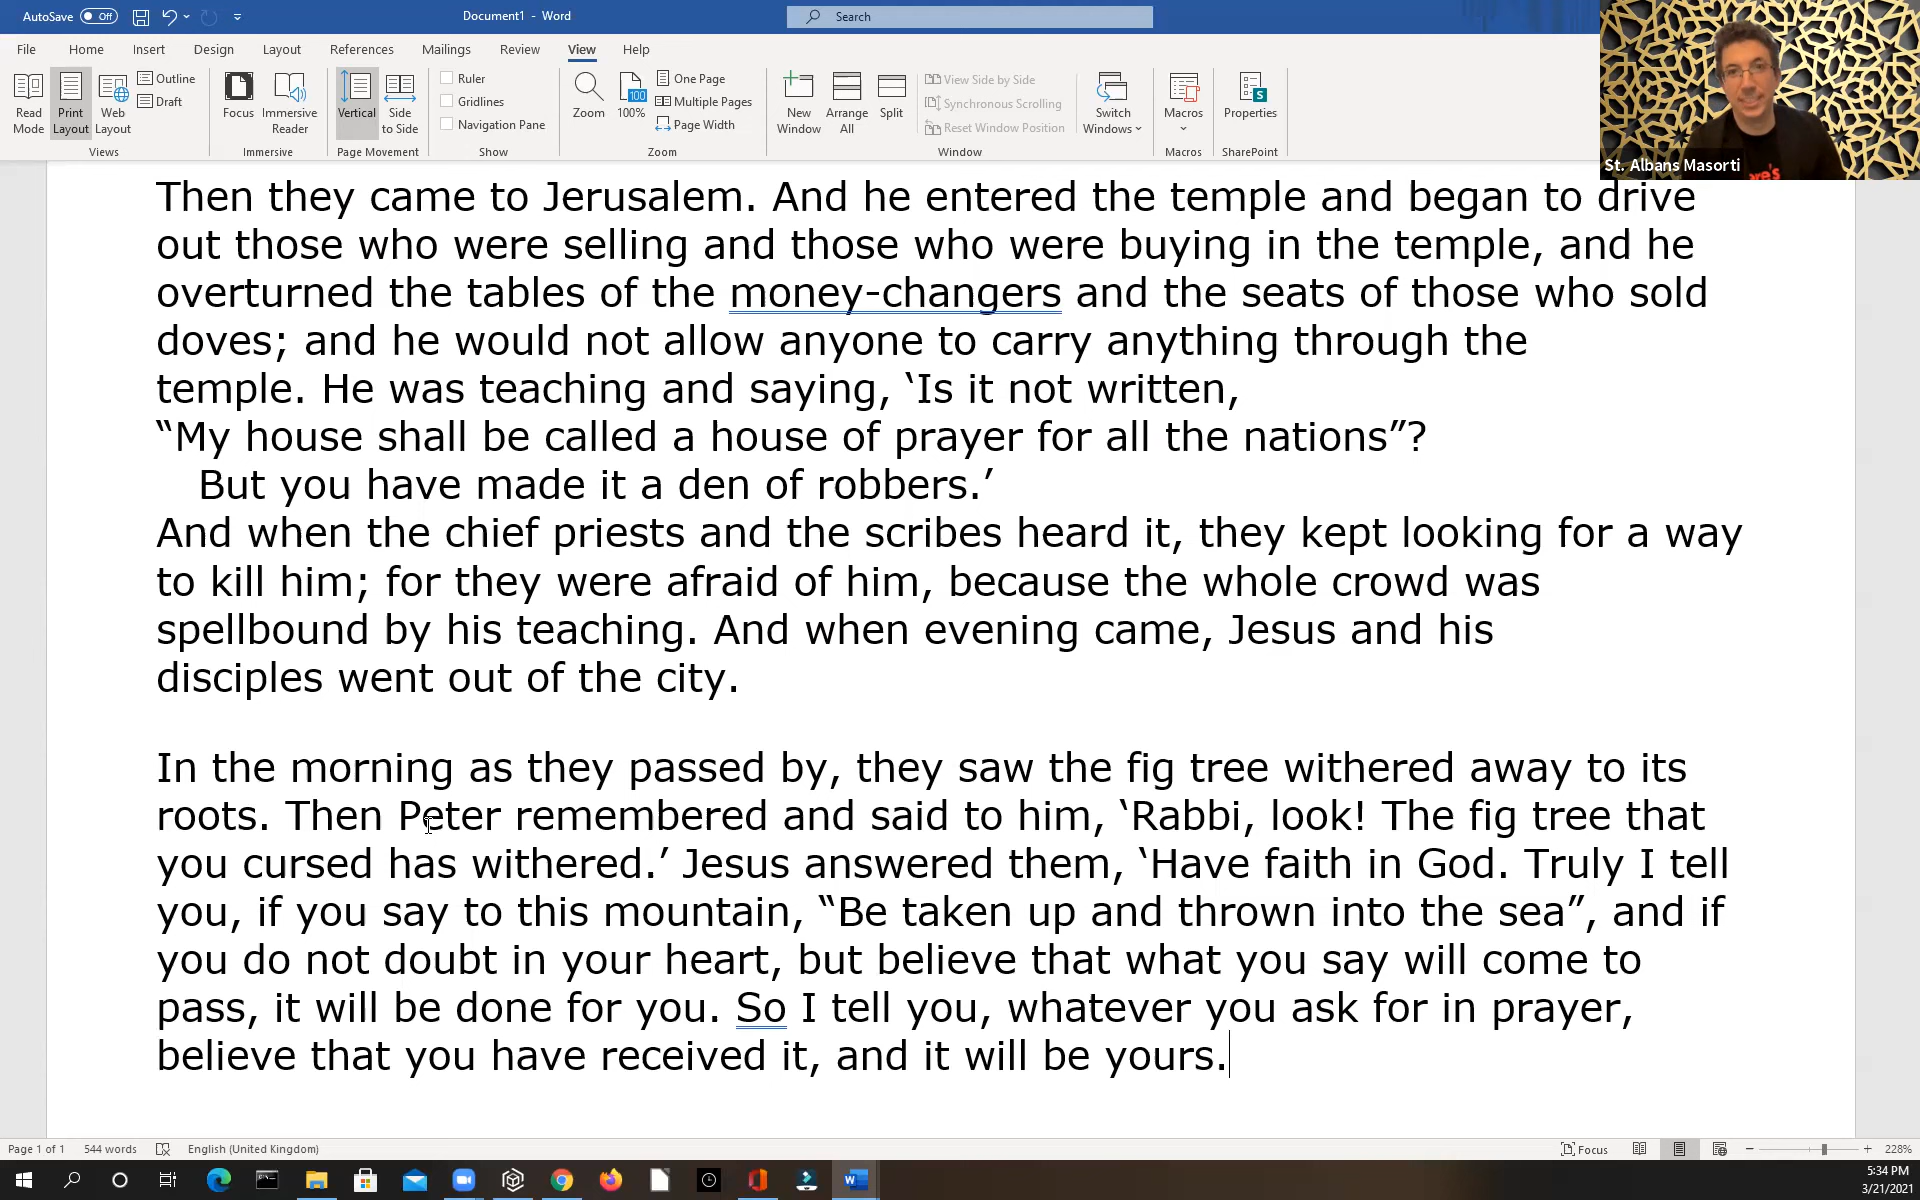 AutoSave Off Document1 - Word Search
File Home Insert Design Layout References Mailings Review View Help
Read Mode
Print Layout
Web Layout
Outline
Draft
Views
Focus
Immersive Reader
Immersive
Vertical
Side to Side
Page Movement
Ruler
Gridlines
Navigation Pane
Show
Zoom
100
100%
One Page
Multiple Pages
Page Width
Zoom
New Window
Arrange All
Split
View Side by Side
Synchronous Scrolling
Reset Window Position
Switch Windows
Window
Macros
Macros
S
Properties
SharePoint
St. Albans Masorti
Then they came to Jerusalem. And he entered the temple and began to drive
out those who were selling and those who were buying in the temple, and he
overturned the tables of the money-changers and the seats of those who sold
doves; and he would not allow anyone to carry anything through the
temple. He was teaching and saying, ‘Is it not written,
“My house shall be called a house of prayer for all the nations”?
But you have made it a den of robbers.’
And when the chief priests and the scribes heard it, they kept looking for a way
to kill him; for they were afraid of him, because the whole crowd was
spellbound by his teaching. And when evening came, Jesus and his
disciples went out of the city.
In the morning as they passed by, they saw the fig tree withered away to its
roots. Then Peter remembered and said to him, ‘Rabbi, look! The fig tree that
you cursed has withered.’ Jesus answered them, ‘Have faith in God. Truly I tell
you, if you say to this mountain, “Be taken up and thrown into the sea”, and if
you do not doubt in your heart, but believe that what you say will come to
pass, it will be done for you. So I tell you, whatever you ask for in prayer,
believe that you have received it, and it will be yours.
Page 1 of 1 544 words English (United Kingdom) Focus 228%
5:34 PM
3/21/2021